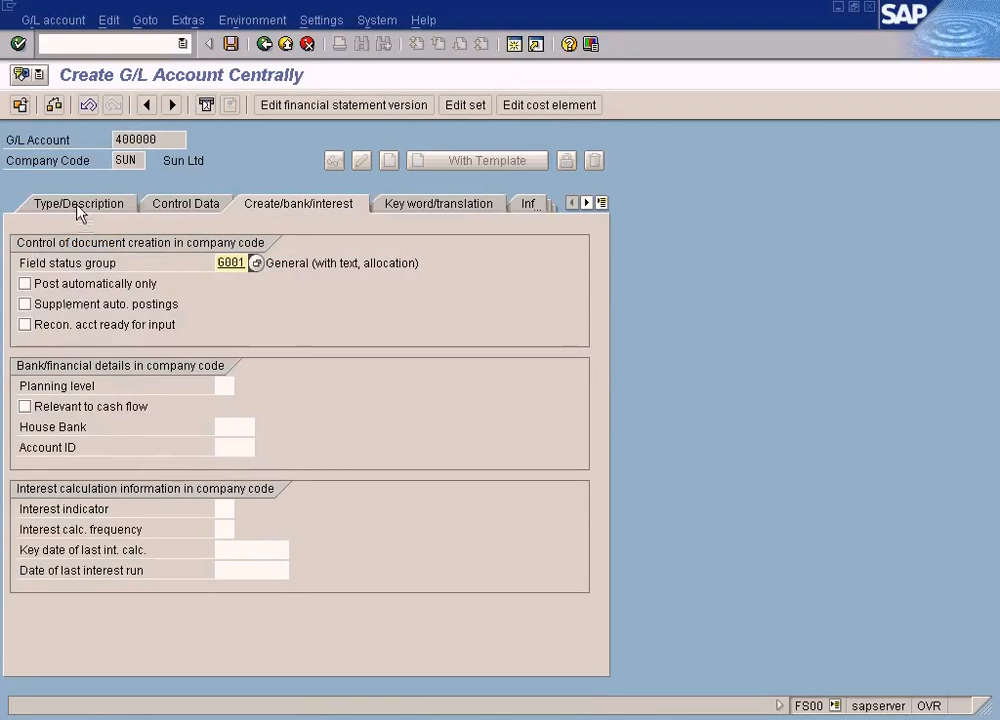 G/L account Edit Goto Extras Environment Settings System Help
SAP
Create G/L Account Centrally
Edit financial statement version Edit set Edit cost element
G/L Account 400000
Company Code SUN Sun Ltd With Template
Type/Description Control Data Create/bank/interest Key word/translation Inf...
Control of document creation in company code
Field status group G001 General (with text, allocation)
Post automatically only
Supplement auto. postings
Recon. acct ready for input
Bank/financial details in company code
Planning level
Relevant to cash flow
House Bank
Account ID
Interest calculation information in company code
Interest indicator
Interest calc. frequency
Key date of last int. calc.
Date of last interest run
FS00 sapserver OVR